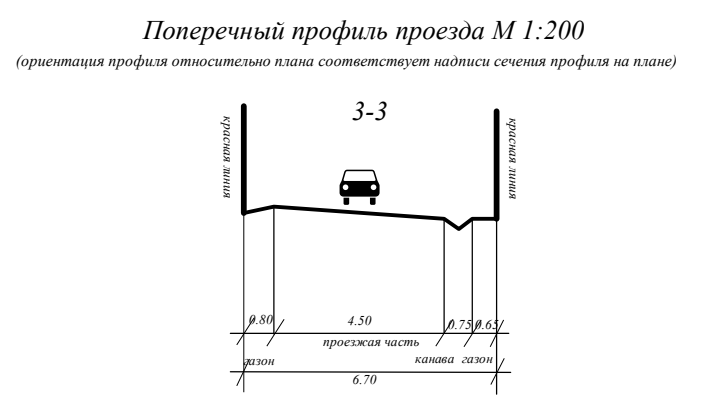 Поперечный профиль проезда М 1:200
(ориентация профиля относительно плана соответствует надписи сечения профиля на плане)
3-3
красная линия
красная линия
0.80
4.50
0.75
0.65
проезжая часть
газон
канава
газон
6.70